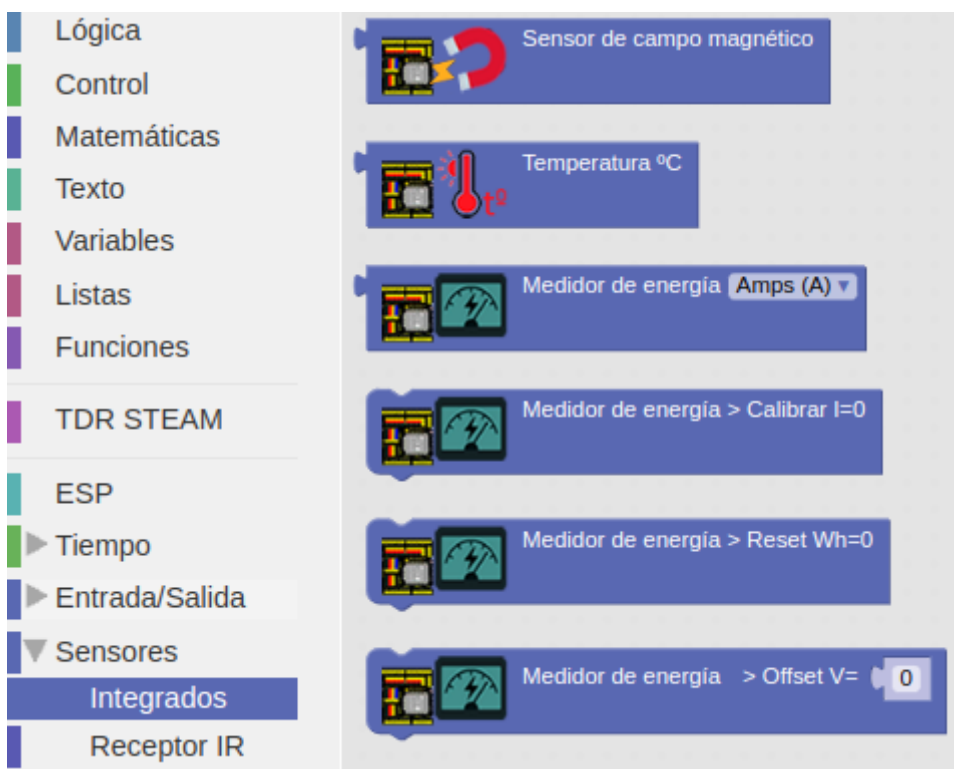 Lógica
Control
Matemáticas
Texto
Variables
Listas
Funciones
TDR STEAM
ESP
Tiempo
Entrada/Salida
Sensores
Integrados
Receptor IR
Sensor de campo magnético
Temperatura ºC
tº
Medidor de energía Amps (A)
Medidor de energía > Calibrar I=0
Medidor de energía > Reset Wh=0
Medidor de energía > Offset V= 0